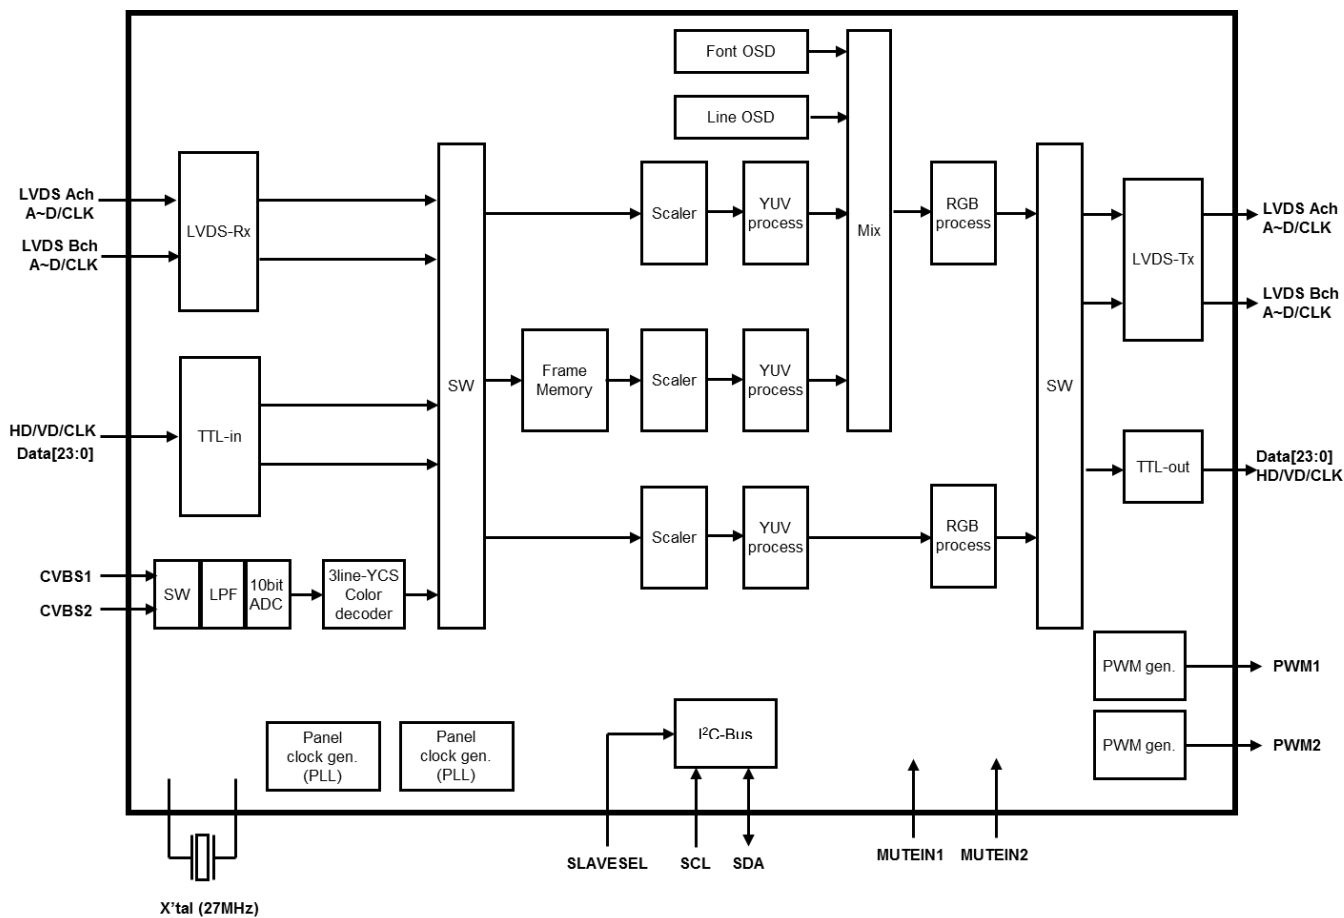 Font OSD
Line OSD
LVDS Ach
A~D/CLK
LVDS Bch
A~D/CLK
LVDS-Rx
HD/VD/CLK
Data[23:0]
TTL-in
CVBS1
CVBS2
SW
LPF
10bit
ADC
3line-YCS
Color
decoder
SW
Scaler
YUV
process
Mix
RGB
process
Frame
Memory
Scaler
YUV
process
Scaler
YUV
process
RGB
process
SW
LVDS-Tx
LVDS Ach
A~D/CLK
LVDS Bch
A~D/CLK
TTL-out
Data[23:0]
HD/VD/CLK
PWM gen.
PWM1
PWM gen.
PWM2
Panel
clock gen.
(PLL)
Panel
clock gen.
(PLL)
I²C-Bus
SLAVESEL
SCL
SDA
MUTEIN1
MUTEIN2
X'tal (27MHz)